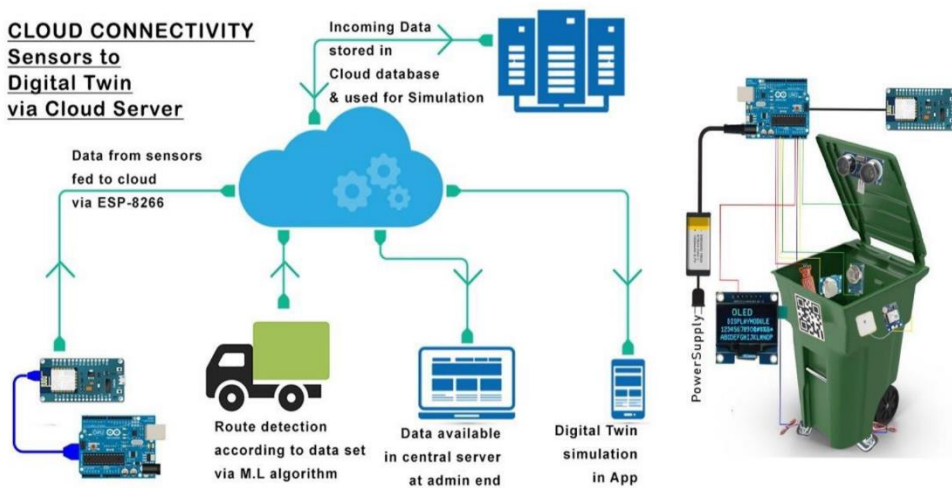 CLOUD CONNECTIVITY
Sensors to
Digital Twin
via Cloud Server
Incoming Data
stored in
Cloud database
& used for Simulation
Data from sensors
fed to cloud
via ESP-8266
Route detection
according to data set
via M.L algorithm
Data available
in central server
at admin end
Digital Twin
simulation
in App
PowerSupply
OLED